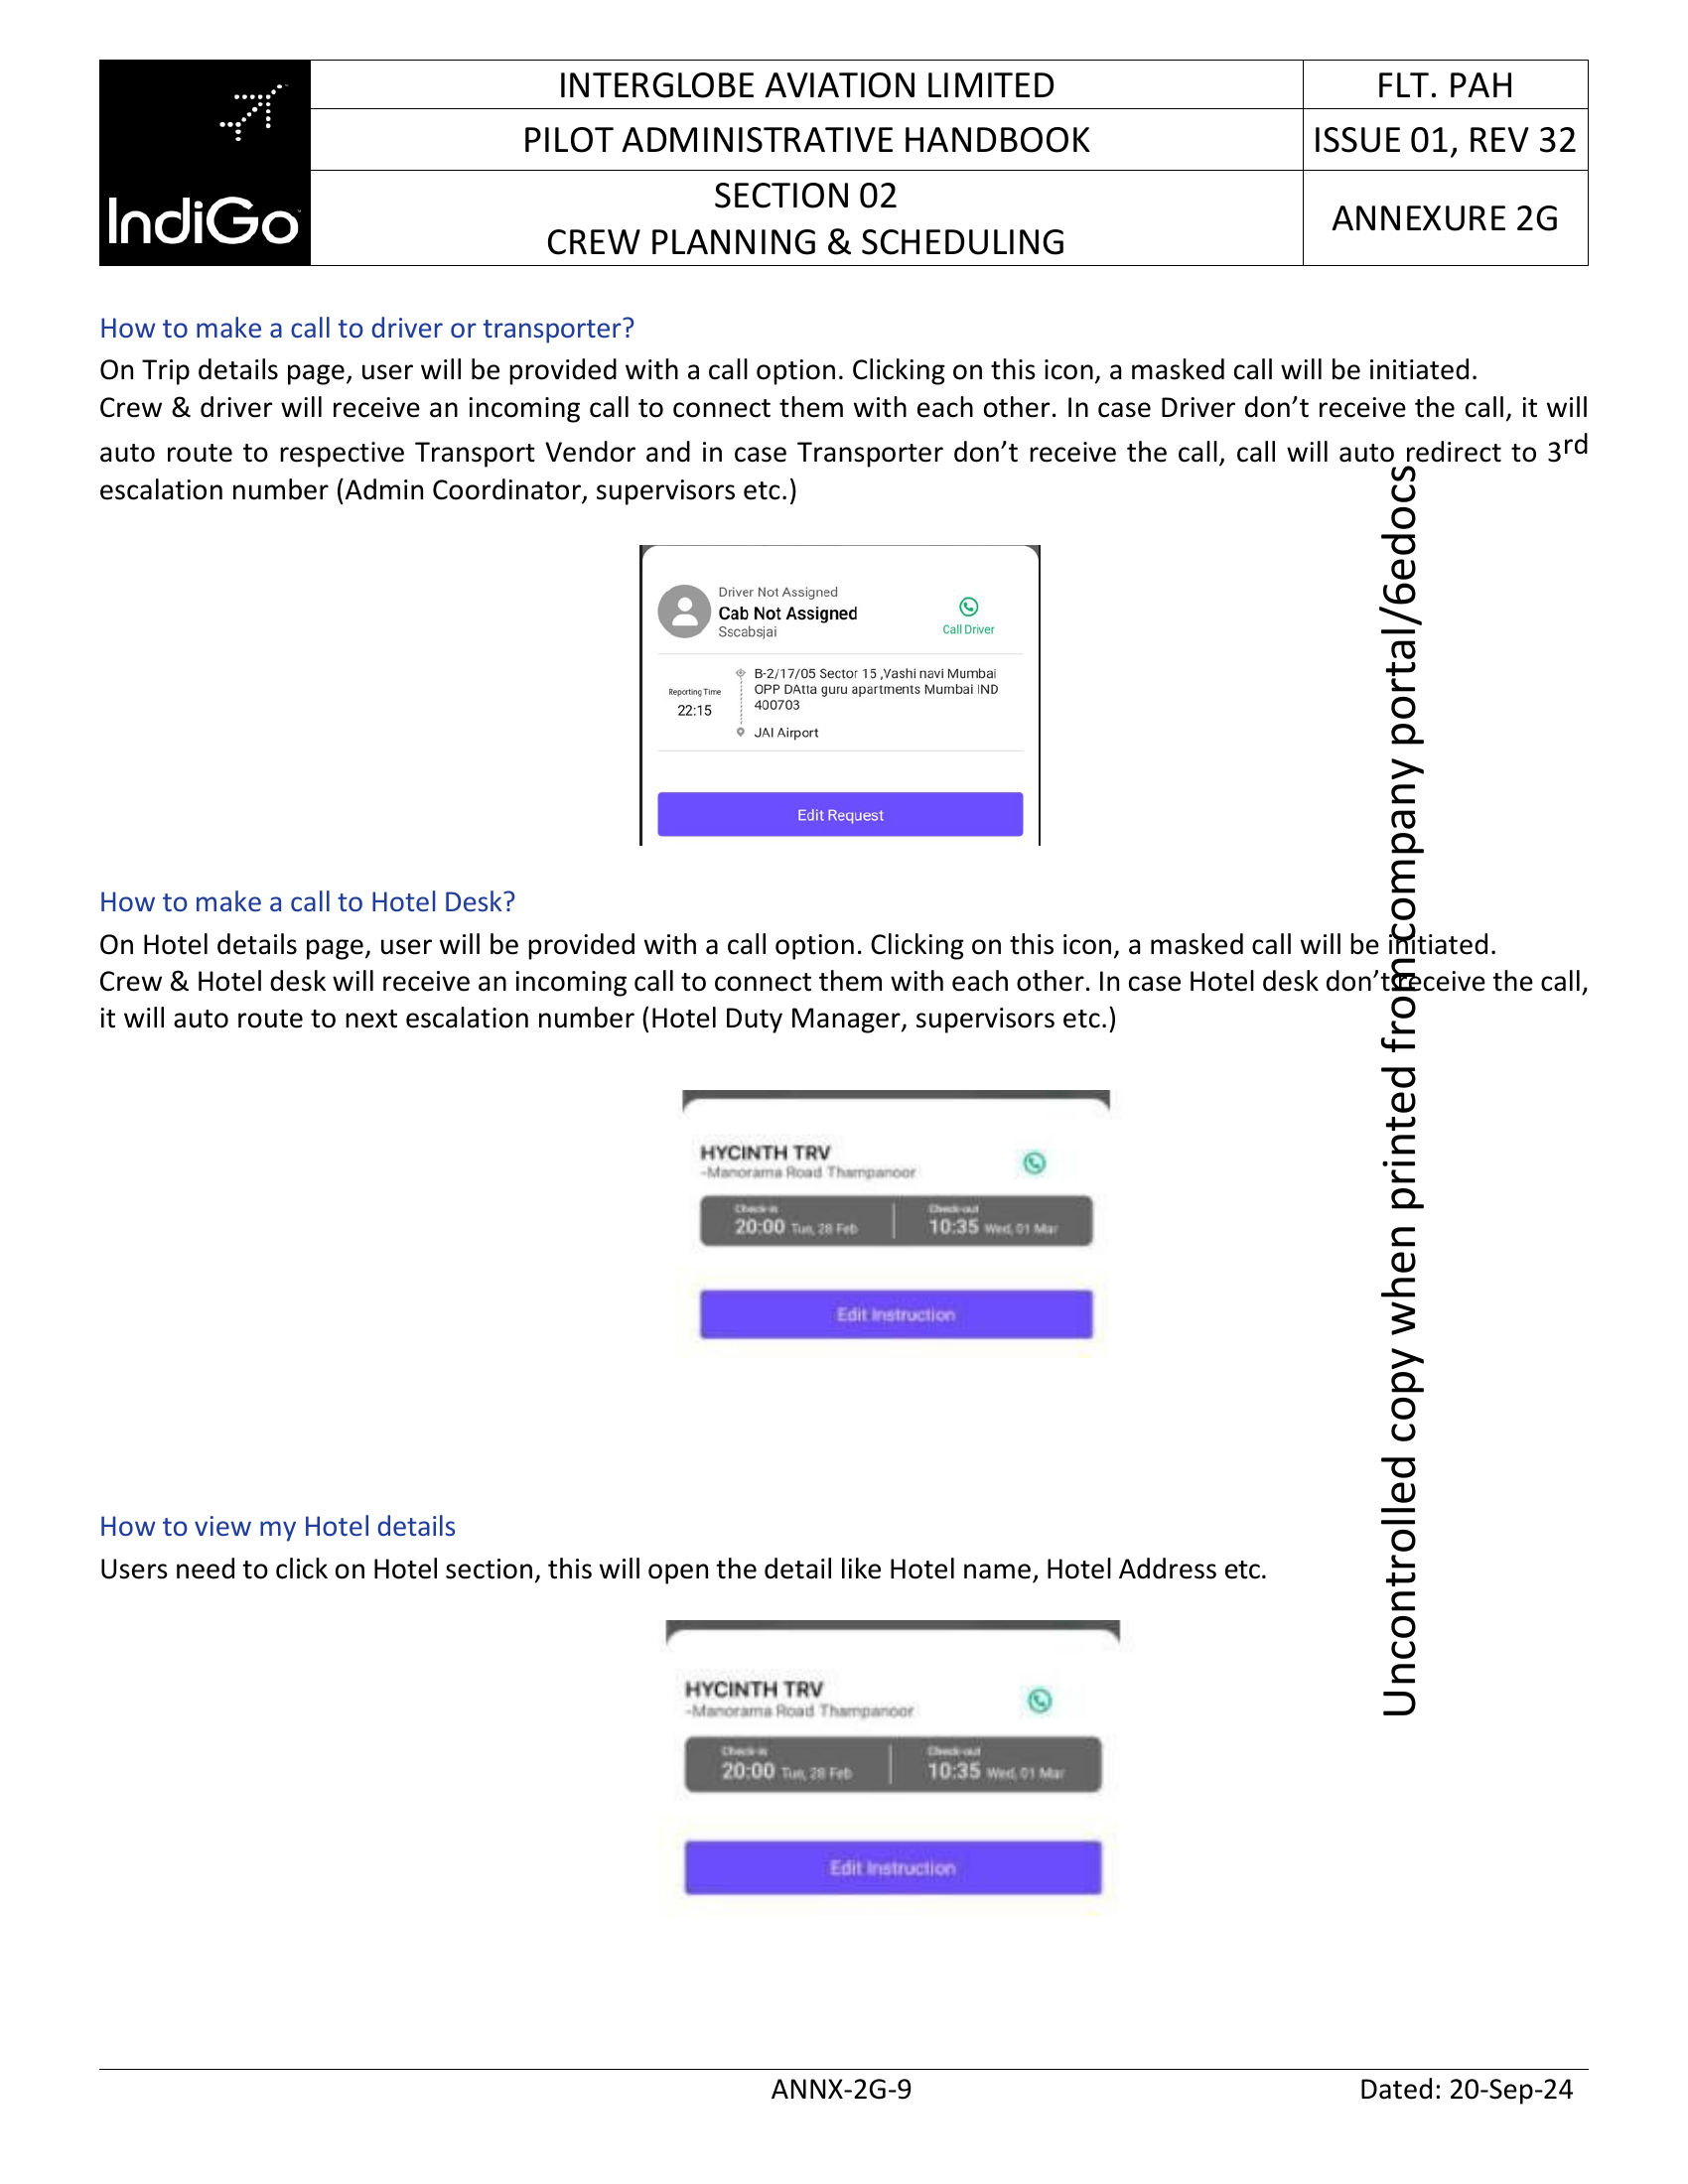 IndiGo
INTERGLOBE AVIATION LIMITED
FLT. PAH
PILOT ADMINISTRATIVE HANDBOOK
ISSUE 01, REV 32
SECTION 02
CREW PLANNING & SCHEDULING
ANNEXURE 2G
How to make a call to driver or transporter?
On Trip details page, user will be provided with a call option. Clicking on this icon, a masked call will be initiated.
Crew & driver will receive an incoming call to connect them with each other. In case Driver don’t receive the call, it will
auto route to respective Transport Vendor and in case Transporter don’t receive the call, call will auto redirect to 3rd
escalation number (Admin Coordinator, supervisors etc.)
Driver Not Assigned
Cab Not Assigned
Sscabsjai
Call Driver
Reporting Time
22:15
B-2/17/05 Sector 15 ,Vashi navi Mumbai
OPP DAtta guru apartments Mumbai IND
400703
JAI Airport
Edit Request
How to make a call to Hotel Desk?
On Hotel details page, user will be provided with a call option. Clicking on this icon, a masked call will be initiated.
Crew & Hotel desk will receive an incoming call to connect them with each other. In case Hotel desk don’t receive the call,
it will auto route to next escalation number (Hotel Duty Manager, supervisors etc.)
HYCINTH TRV
-Manorama Road Thampanoor
Check-in
Check-out
20:00 Tue, 28 Feb
10:35 Wed, 01 Mar
Edit Instruction
How to view my Hotel details
Users need to click on Hotel section, this will open the detail like Hotel name, Hotel Address etc.
HYCINTH TRV
-Manorama Road Thampanoor
Check-in
Check-out
20:00 Tue, 28 Feb
10:35 Wed, 01 Mar
Edit Instruction
Uncontrolled copy when printed from company portal/6edocs
ANNX-2G-9
Dated: 20-Sep-24